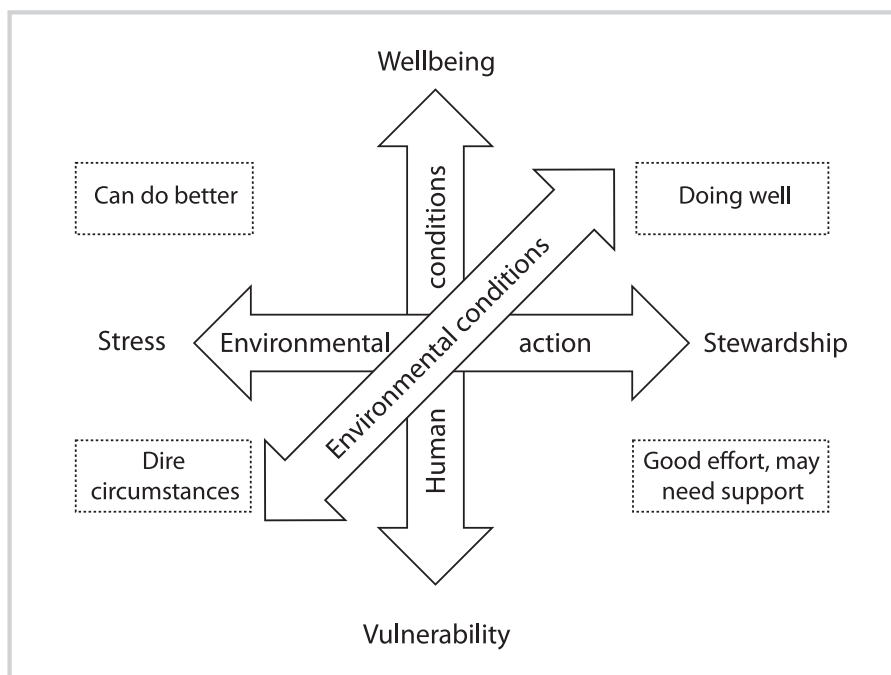 Wellbeing
Can do better
Doing well
conditions
Environmental conditions
Stress
Environmental
action
Stewardship
Human
Dire
circumstances
Good effort, may
need support
Vulnerability